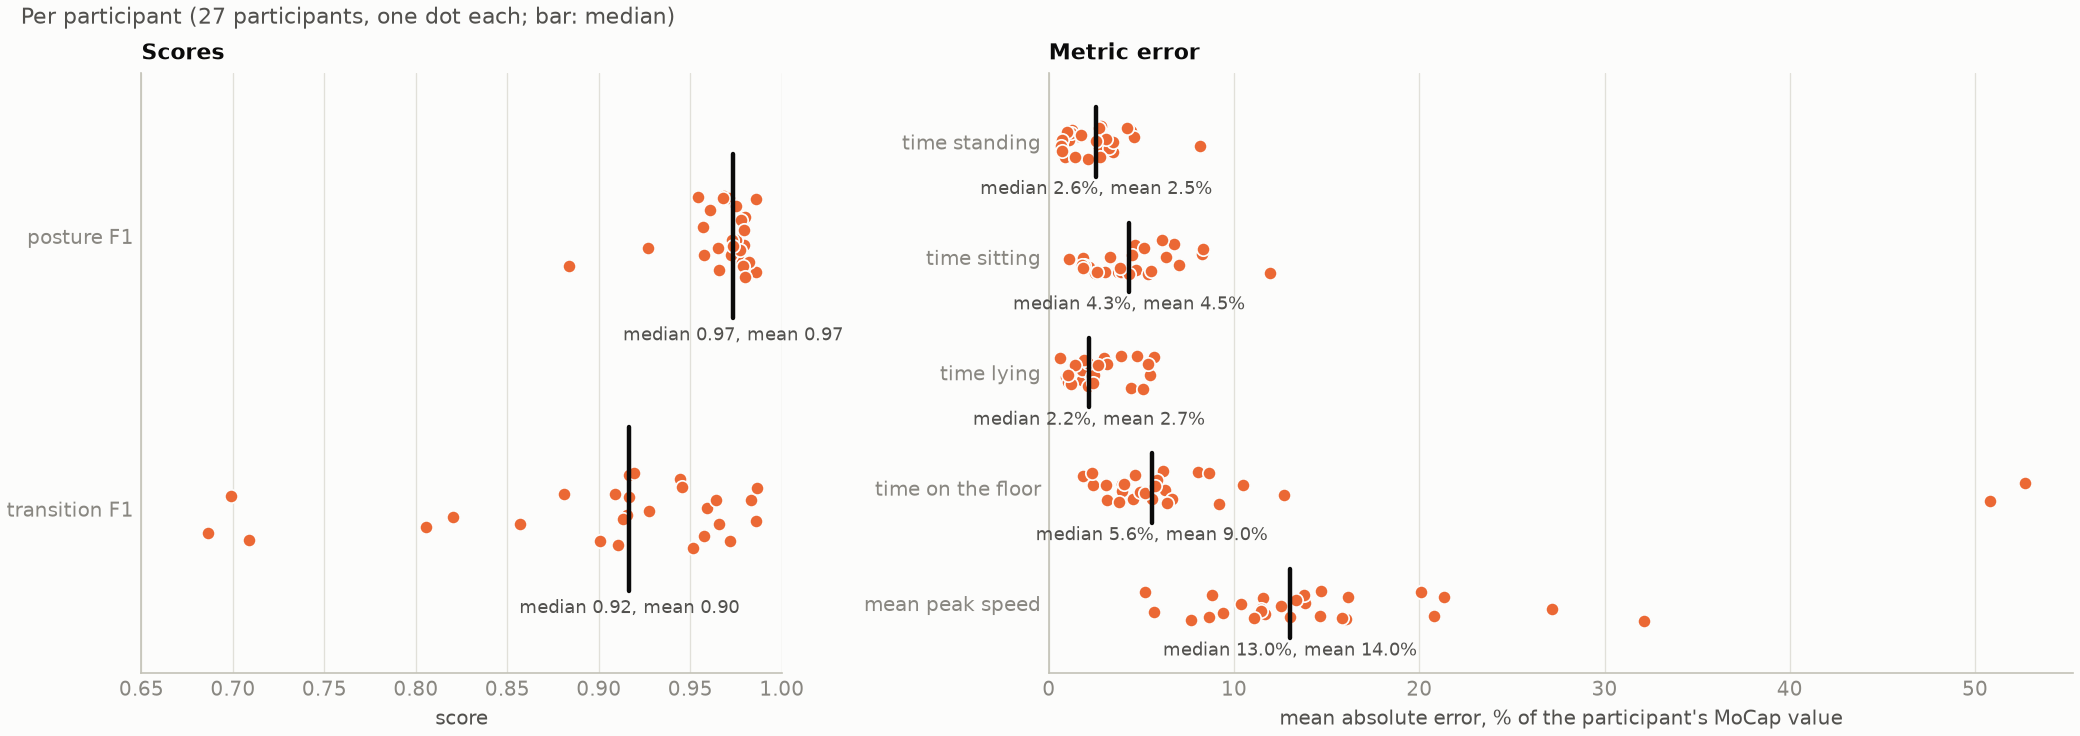 Per participant (27 participants, one dot each; bar: median)
Scores
posture F1
median 0.97, mean 0.97
transition F1
median 0.92, mean 0.90
0.65 0.70 0.75 0.80 0.85 0.90 0.95 1.00
score
Metric error
time standing
median 2.6%, mean 2.5%
time sitting
median 4.3%, mean 4.5%
time lying
median 2.2%, mean 2.7%
time on the floor
median 5.6%, mean 9.0%
mean peak speed
median 13.0%, mean 14.0%
0 10 20 30 40 50
mean absolute error, % of the participant's MoCap value